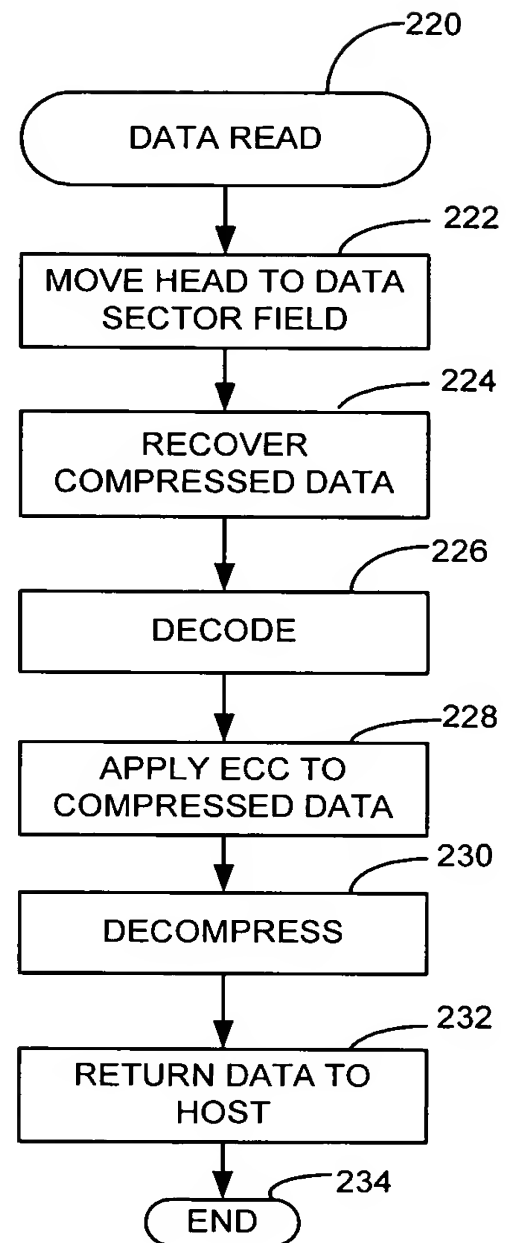 220
DATA READ
222
MOVE HEAD TO DATA
SECTOR FIELD
224
RECOVER
COMPRESSED DATA
226
DECODE
228
APPLY ECC TO
COMPRESSED DATA
230
DECOMPRESS
232
RETURN DATA TO
HOST
234
END